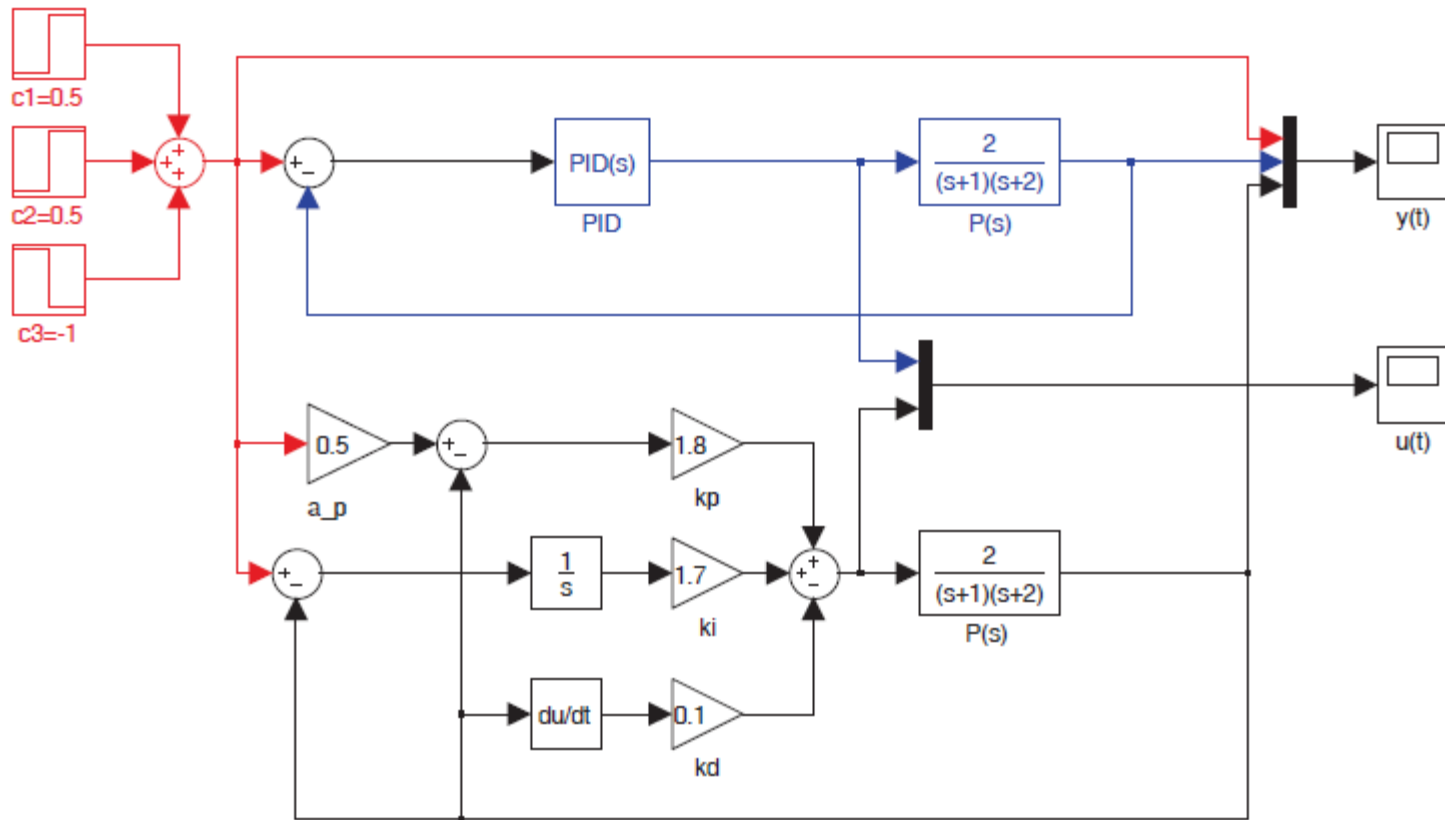 c1=0.5
+
+
+
c2=0.5
c3=-1
+
−
PID(s)
PID
2
(s+1)(s+2)
P(s)
y(t)
0.5
a_p
+
−
1.8
kp
u(t)
+
−
1
s
1.7
ki
+
+
−
2
(s+1)(s+2)
P(s)
du/dt
0.1
kd